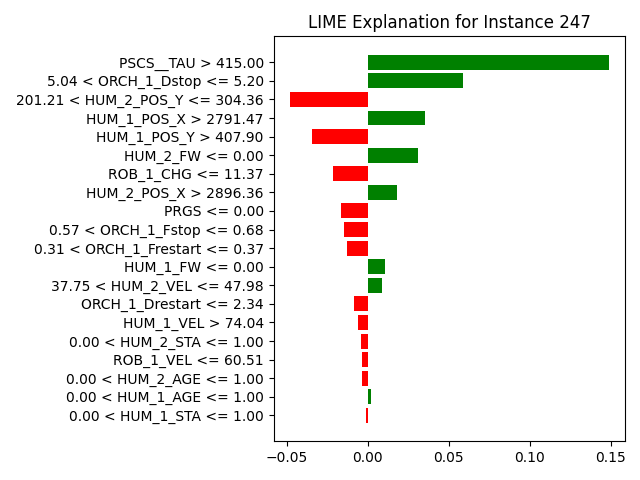 LIME Explanation for Instance 247
PSCS__TAU > 415.00
5.04 < ORCH_1_Dstop <= 5.20
201.21 < HUM_2_POS_Y <= 304.36
HUM_1_POS_X > 2791.47
HUM_1_POS_Y > 407.90
HUM_2_FW <= 0.00
ROB_1_CHG <= 11.37
HUM_2_POS_X > 2896.36
PRGS <= 0.00
0.57 < ORCH_1_Fstop <= 0.68
0.31 < ORCH_1_Frestart <= 0.37
HUM_1_FW <= 0.00
37.75 < HUM_2_VEL <= 47.98
ORCH_1_Drestart <= 2.34
HUM_1_VEL > 74.04
0.00 < HUM_2_STA <= 1.00
ROB_1_VEL <= 60.51
0.00 < HUM_2_AGE <= 1.00
0.00 < HUM_1_AGE <= 1.00
0.00 < HUM_1_STA <= 1.00
−0.05 0.00 0.05 0.10 0.15